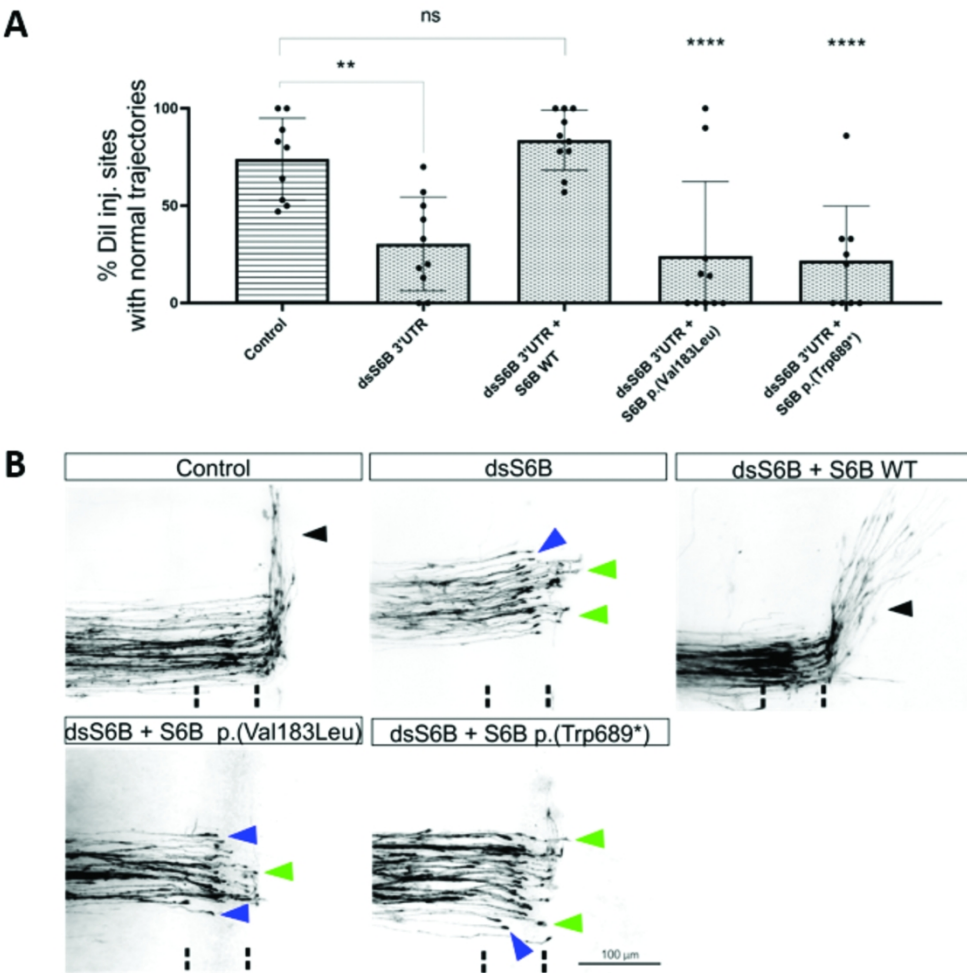 A
ns
**
****
****
% DiI inj. sites
with normal trajectories
100
50
0
Control
dsS6B 3'UTR
dsS6B 3'UTR +
S6B WT
dsS6B 3'UTR +
S6B p.(Val183Leu)
dsS6B 3'UTR +
S6B p.(Trp689*)
B
Control
dsS6B
dsS6B + S6B WT
dsS6B + S6B p.(Val183Leu)
dsS6B + S6B p.(Trp689*)
100 µm